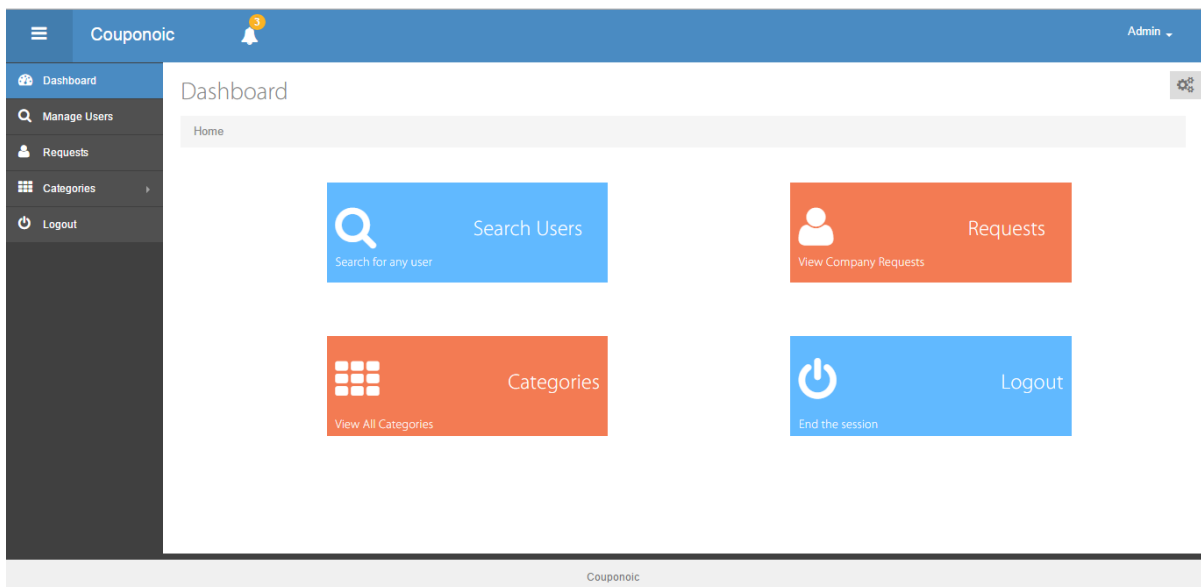 Couponoic
3
Admin
Dashboard
Manage Users
Requests
Categories
Logout
Dashboard
Home
Search Users
Search for any user
Requests
View Company Requests
Categories
View All Categories
Logout
End the session
Couponoic